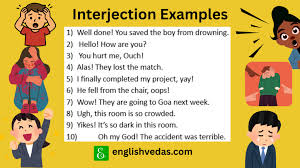 Interjection Examples
1) Well done! You saved the boy from drowning.
2) Hello! How are you?
3) You hurt me, Ouch!
4) Alas! They lost the match.
5) I finally completed my project, yay!
6) He fell from the chair, oops!
7) Wow! They are going to Goa next week.
8) Ugh, this room is so crowded.
9) Yikes! It's so dark in this room.
10) Oh my God! The accident was terrible.
englishvedas.com